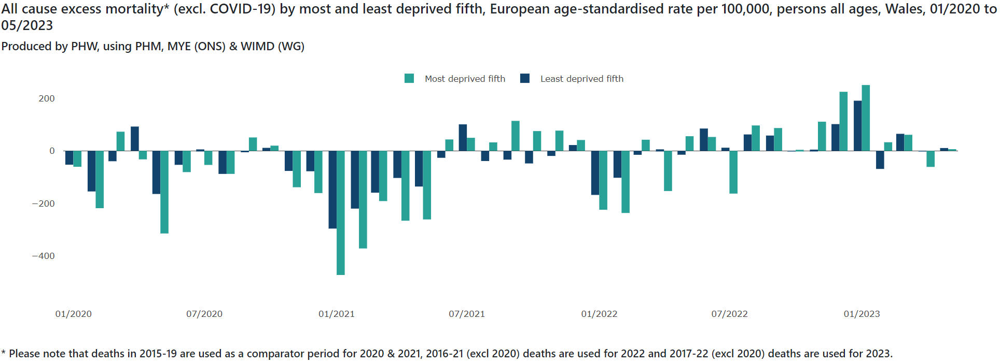 All cause excess mortality* (excl. COVID-19) by most and least deprived fifth, European age-standardised rate per 100,000, persons all ages, Wales, 01/2020 to
05/2023
Produced by PHW, using PHM, MYE (ONS) & WIMD (WG)
Most deprived fifth Least deprived fifth
200
0
−200
−400
01/2020 07/2020 01/2021 07/2021 01/2022 07/2022 01/2023
* Please note that deaths in 2015-19 are used as a comparator period for 2020 & 2021, 2016-21 (excl 2020) deaths are used for 2022 and 2017-22 (excl 2020) deaths are used for 2023.